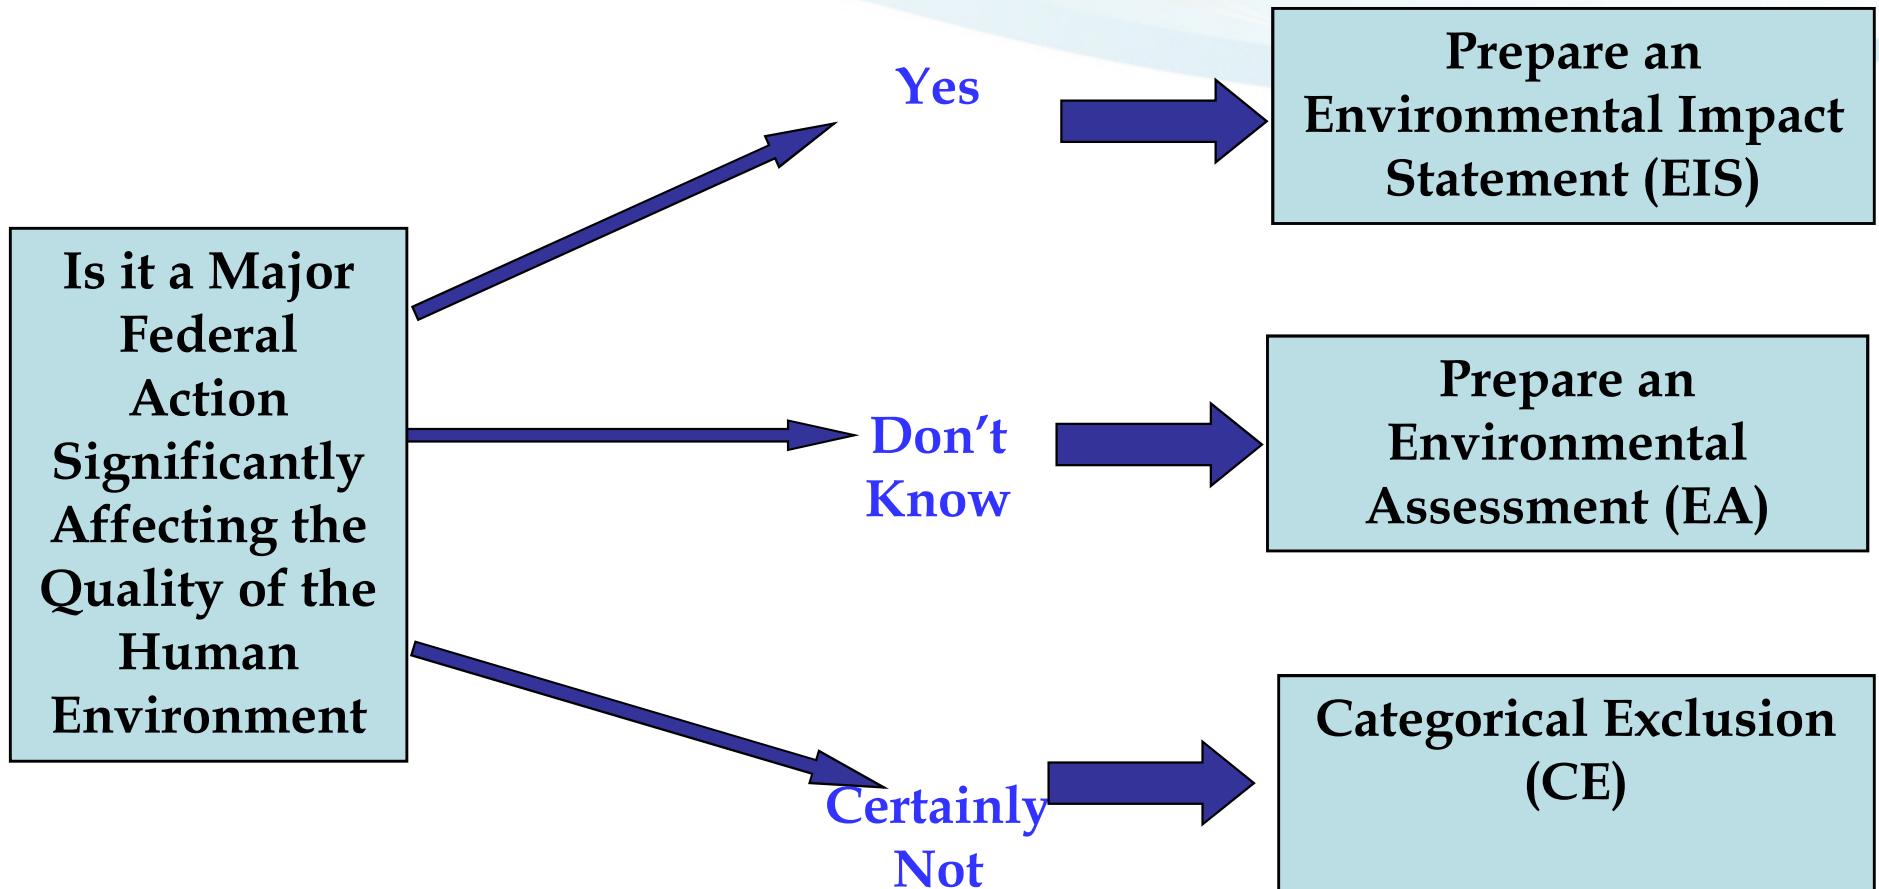 Is it a Major
Federal
Action
Significantly
Affecting the
Quality of the
Human
Environment
Yes
Prepare an
Environmental Impact
Statement (EIS)
Don’t
Know
Prepare an
Environmental
Assessment (EA)
Certainly
Not
Categorical Exclusion
(CE)